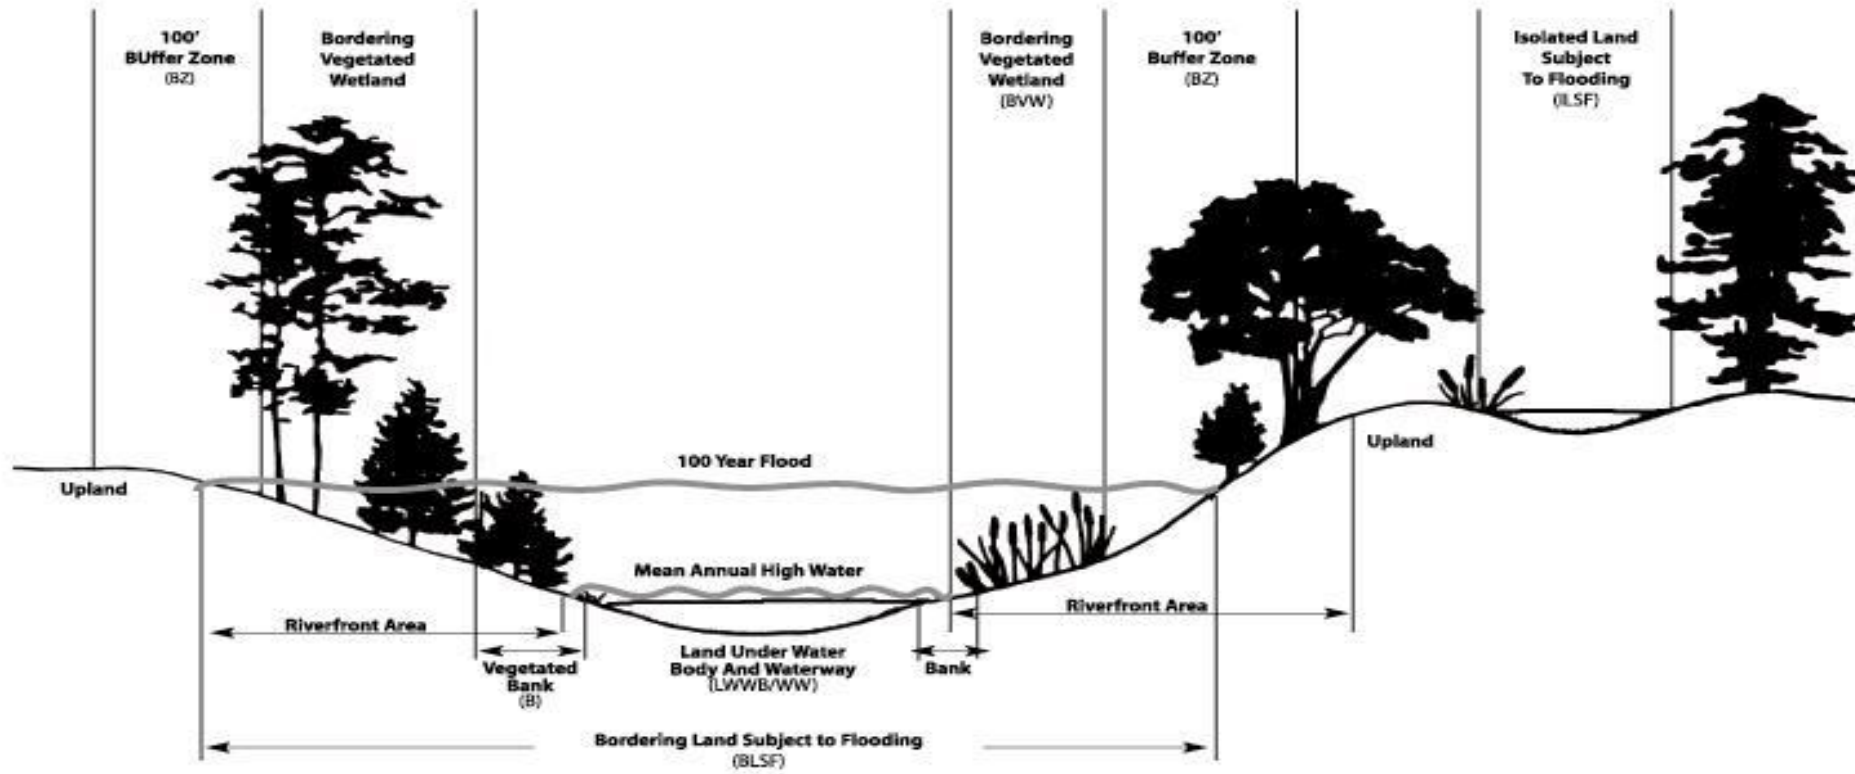 100'
BUffer Zone
(BZ)
Bordering
Vegetated
Wetland
Bordering
Vegetated
Wetland
(BVW)
100'
Buffer Zone
(BZ)
Isolated Land
Subject
To Flooding
(ILSF)
Upland
100 Year Flood
Upland
Mean Annual High Water
Riverfront Area
Riverfront Area
Vegetated
Bank
(B)
Land Under Water
Body And Waterway
(LWWB/WW)
Bank
Bordering Land Subject to Flooding
(BLSF)